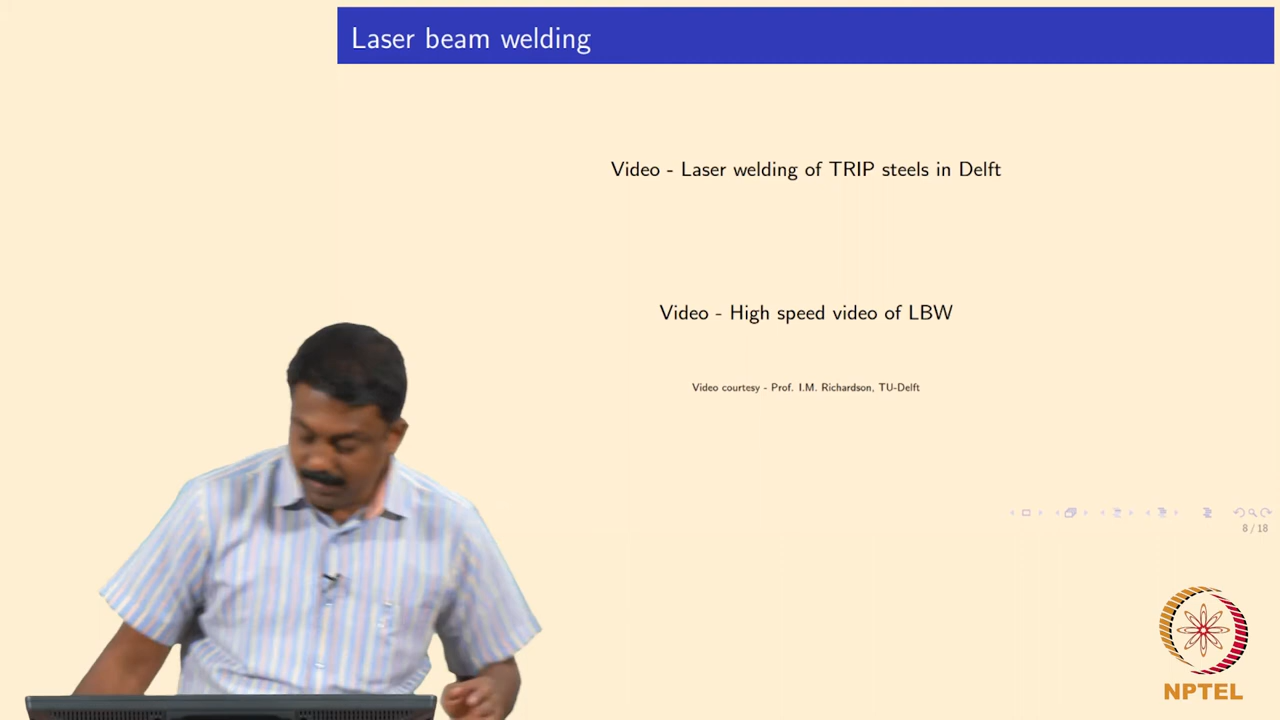 Laser beam welding
Video - Laser welding of TRIP steels in Delft
Video - High speed video of LBW
Video courtesy - Prof. I.M. Richardson, TU-Delft
8 / 18
NPTEL